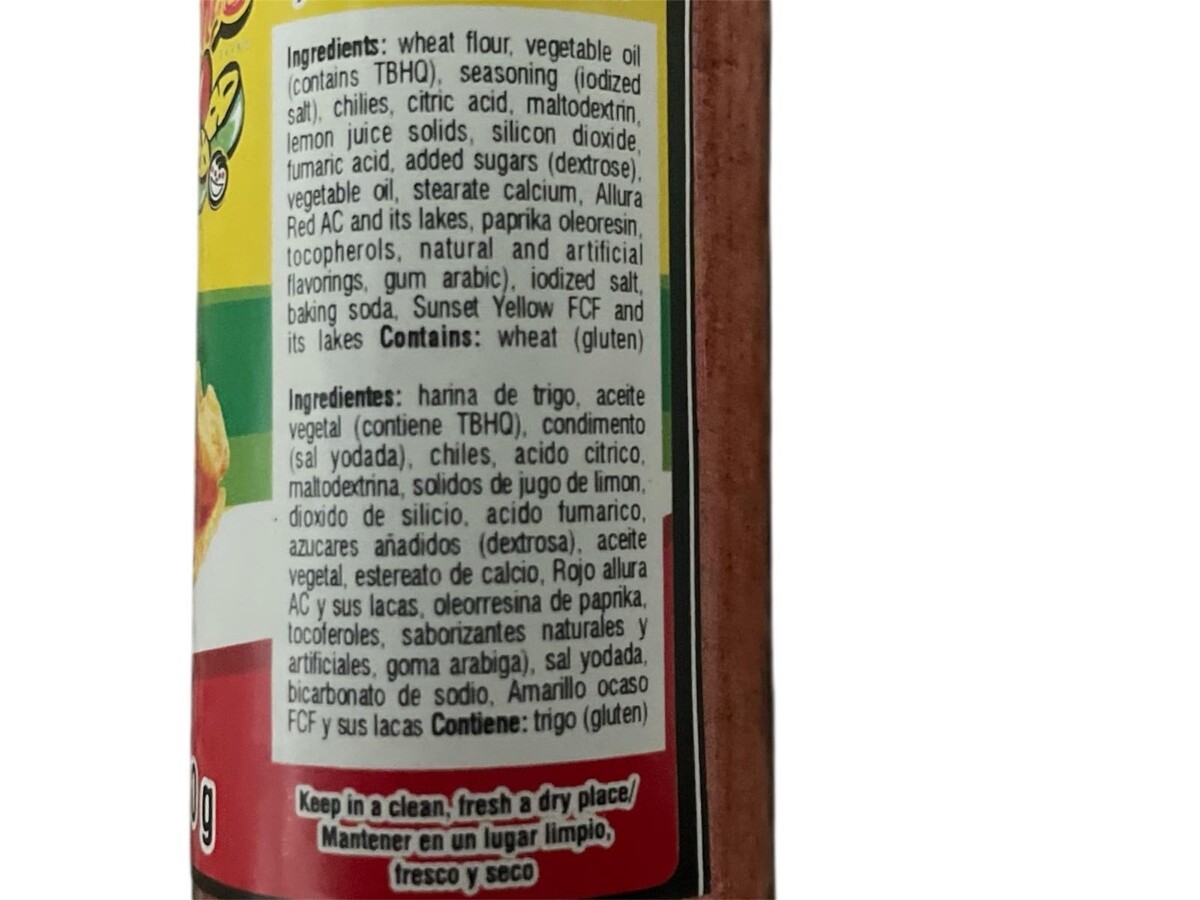 Ingredients: wheat flour, vegetable oil
(contains TBHQ), seasoning (iodized
salt), chilies, citric acid, maltodextrin,
lemon juice solids, silicon dioxide,
fumaric acid, added sugars (dextrose),
vegetable oil, stearate calcium, Allura
Red AC and its lakes, paprika oleoresin,
tocopherols, natural and artificial
flavorings, gum arabic), iodized salt,
baking soda, Sunset Yellow FCF and
its lakes Contains: wheat (gluten)
Ingredientes: harina de trigo, aceite
vegetal (contiene TBHQ), condimento
(sal yodada), chiles, acido citrico,
maltodextrina, solidos de jugo de limon,
dioxido de silicio, acido fumarico,
azucares añadidos (dextrosa), aceite
vegetal, estereato de calcio, Rojo allura
AC y sus lacas, oleorresina de paprika,
tocoferoles, saborizantes naturales y
artificiales, goma arabiga), sal yodada,
bicarbonato de sodio, Amarillo ocaso
FCF y sus lacas Contiene: trigo (gluten)
0g
Keep in a clean, fresh a dry place/
Mantener en un lugar limpio,
fresco y seco